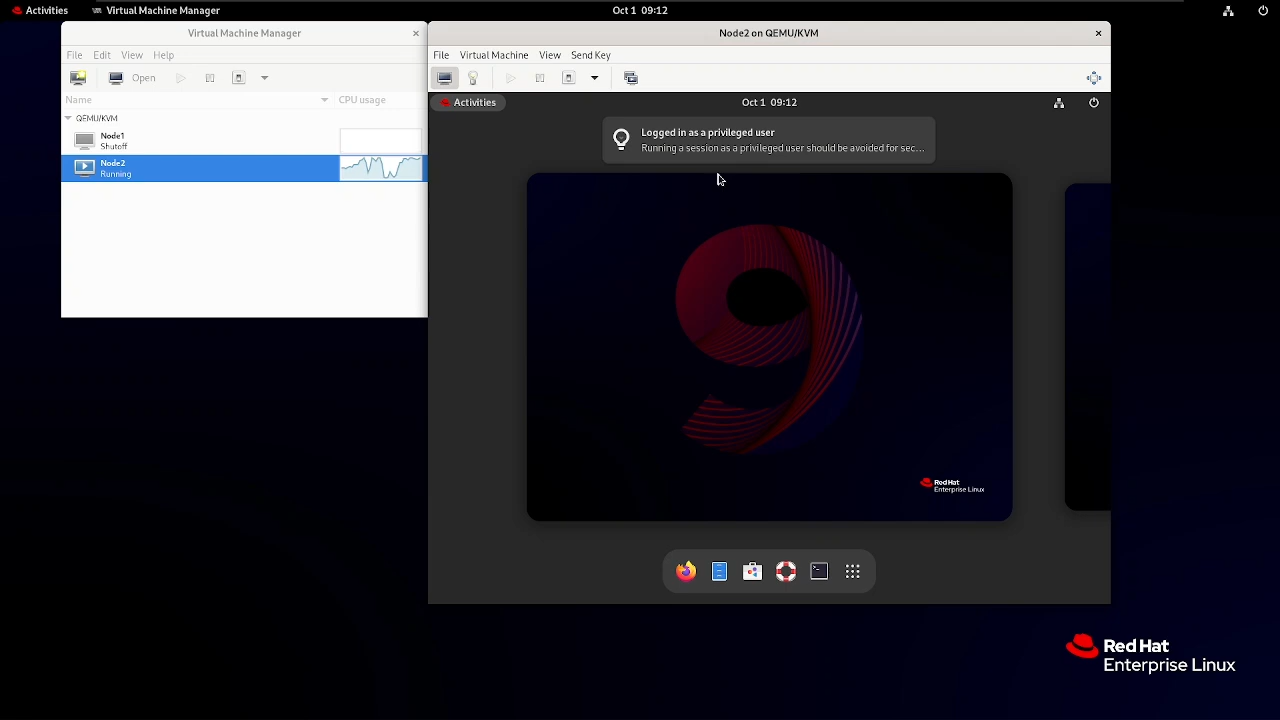 Activities
Virtual Machine Manager
Oct 1 09:12
Virtual Machine Manager
File Edit View Help
Open
Name CPU usage
QEMU/KVM
Node1
Shutoff
Node2
Running
Node2 on QEMU/KVM
File Virtual Machine View Send Key
Activities
Oct 1 09:12
Logged in as a privileged user
Running a session as a privileged user should be avoided for sec...
Red Hat
Enterprise Linux
Red Hat
Enterprise Linux